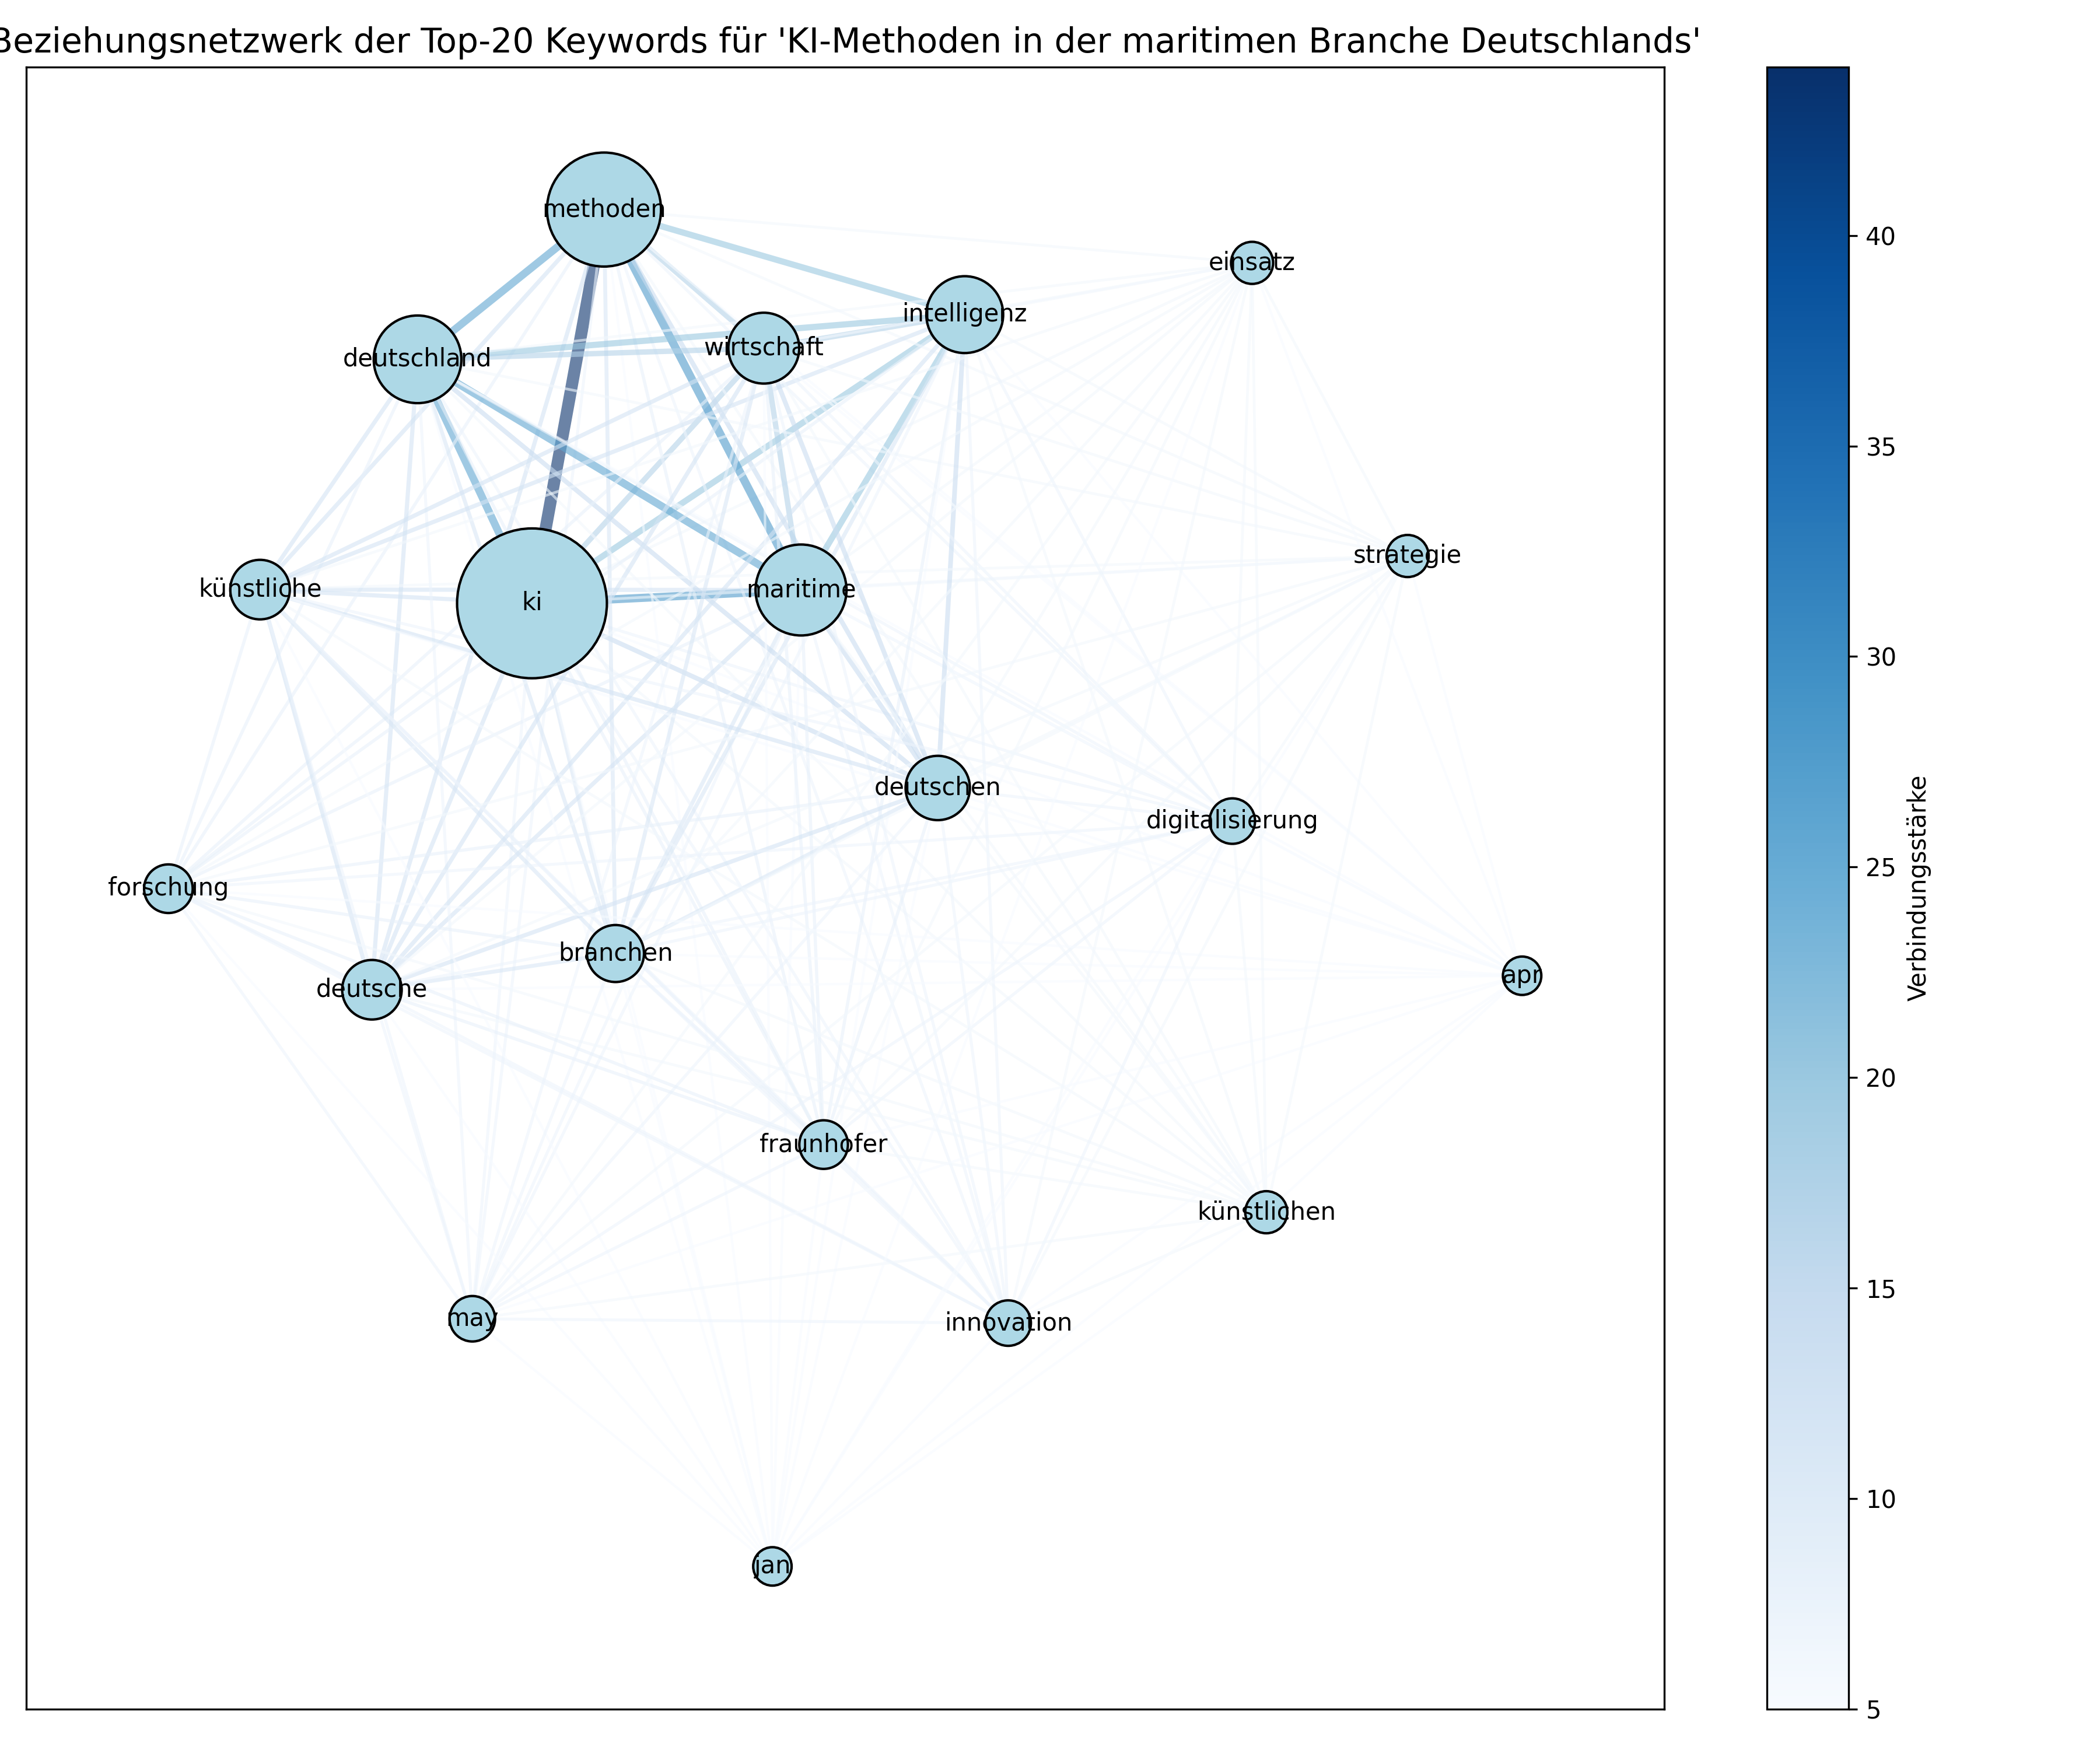 Beziehungsnetzwerk der Top-20 Keywords für 'KI-Methoden in der maritimen Branche Deutschlands'
methoden
einsatz
intelligenz
wirtschaft
deutschland
strategie
künstliche
maritime
ki
deutschen
digitalisierung
forschung
branchen
apr
deutsche
fraunhofer
künstlichen
may
innovation
jan
40
35
30
25
20
15
10
5
Verbindungsstärke